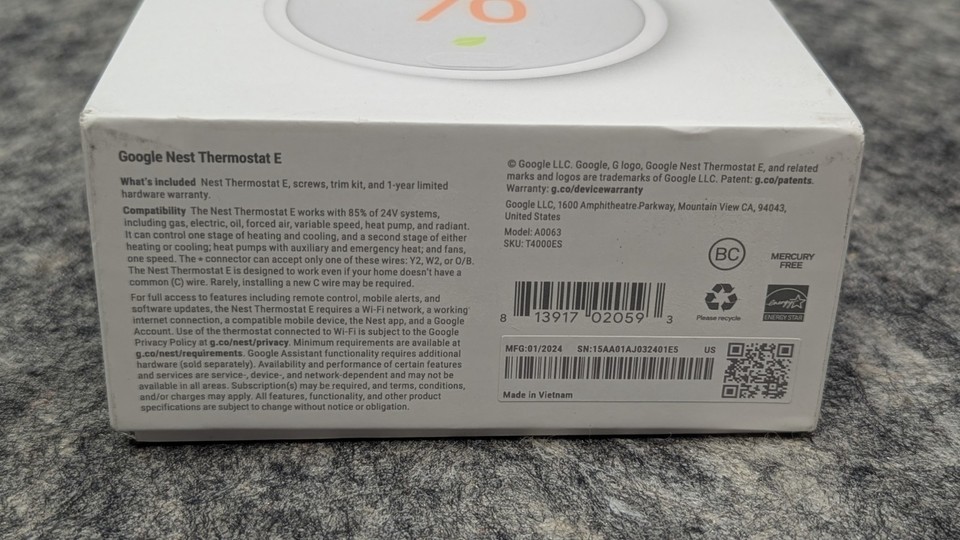 76
Google Nest Thermostat E
What's included Nest Thermostat E, screws, trim kit, and 1-year limited
hardware warranty.
Compatibility The Nest Thermostat E works with 85% of 24V systems,
including gas, electric, oil, forced air, variable speed, heat pump, and radiant.
It can control one stage of heating and cooling, and a second stage of either
heating or cooling; heat pumps with auxiliary and emergency heat; and fans,
one speed. The * connector can accept only one of these wires: Y2, W2, or O/B.
The Nest Thermostat E is designed to work even if your home doesn't have a
common (C) wire. Rarely, installing a new C wire may be required.
For full access to features including remote control, mobile alerts, and
software updates, the Nest Thermostat E requires a Wi-Fi network, a working
internet connection, a compatible mobile device, the Nest app, and a Google
Account. Use of the thermostat connected to Wi-Fi is subject to the Google
Privacy Policy at g.co/nest/privacy. Minimum requirements are available at
g.co/nest/requirements. Google Assistant functionality requires additional
hardware (sold separately). Availability and performance of certain features
and services are service-, device-, and network-dependent and may not be
available in all areas. Subscription(s) may be required, and terms, conditions,
and/or charges may apply. All features, functionality, and other product
specifications are subject to change without notice or obligation.
© Google LLC. Google, G logo, Google Nest Thermostat E, and related
marks and logos are trademarks of Google LLC. Patent: g.co/patents.
Warranty: g.co/devicewarranty
Google LLC, 1600 Amphitheatre Parkway, Mountain View CA, 94043,
United States
Model: A0063
SKU: T4000ES
BC
MERCURY
FREE
Please recycle
energy
ENERGY STAR
8 13917 02059 3
MFG:01/2024 SN:15AA01AJ032401E5 US
Made in Vietnam